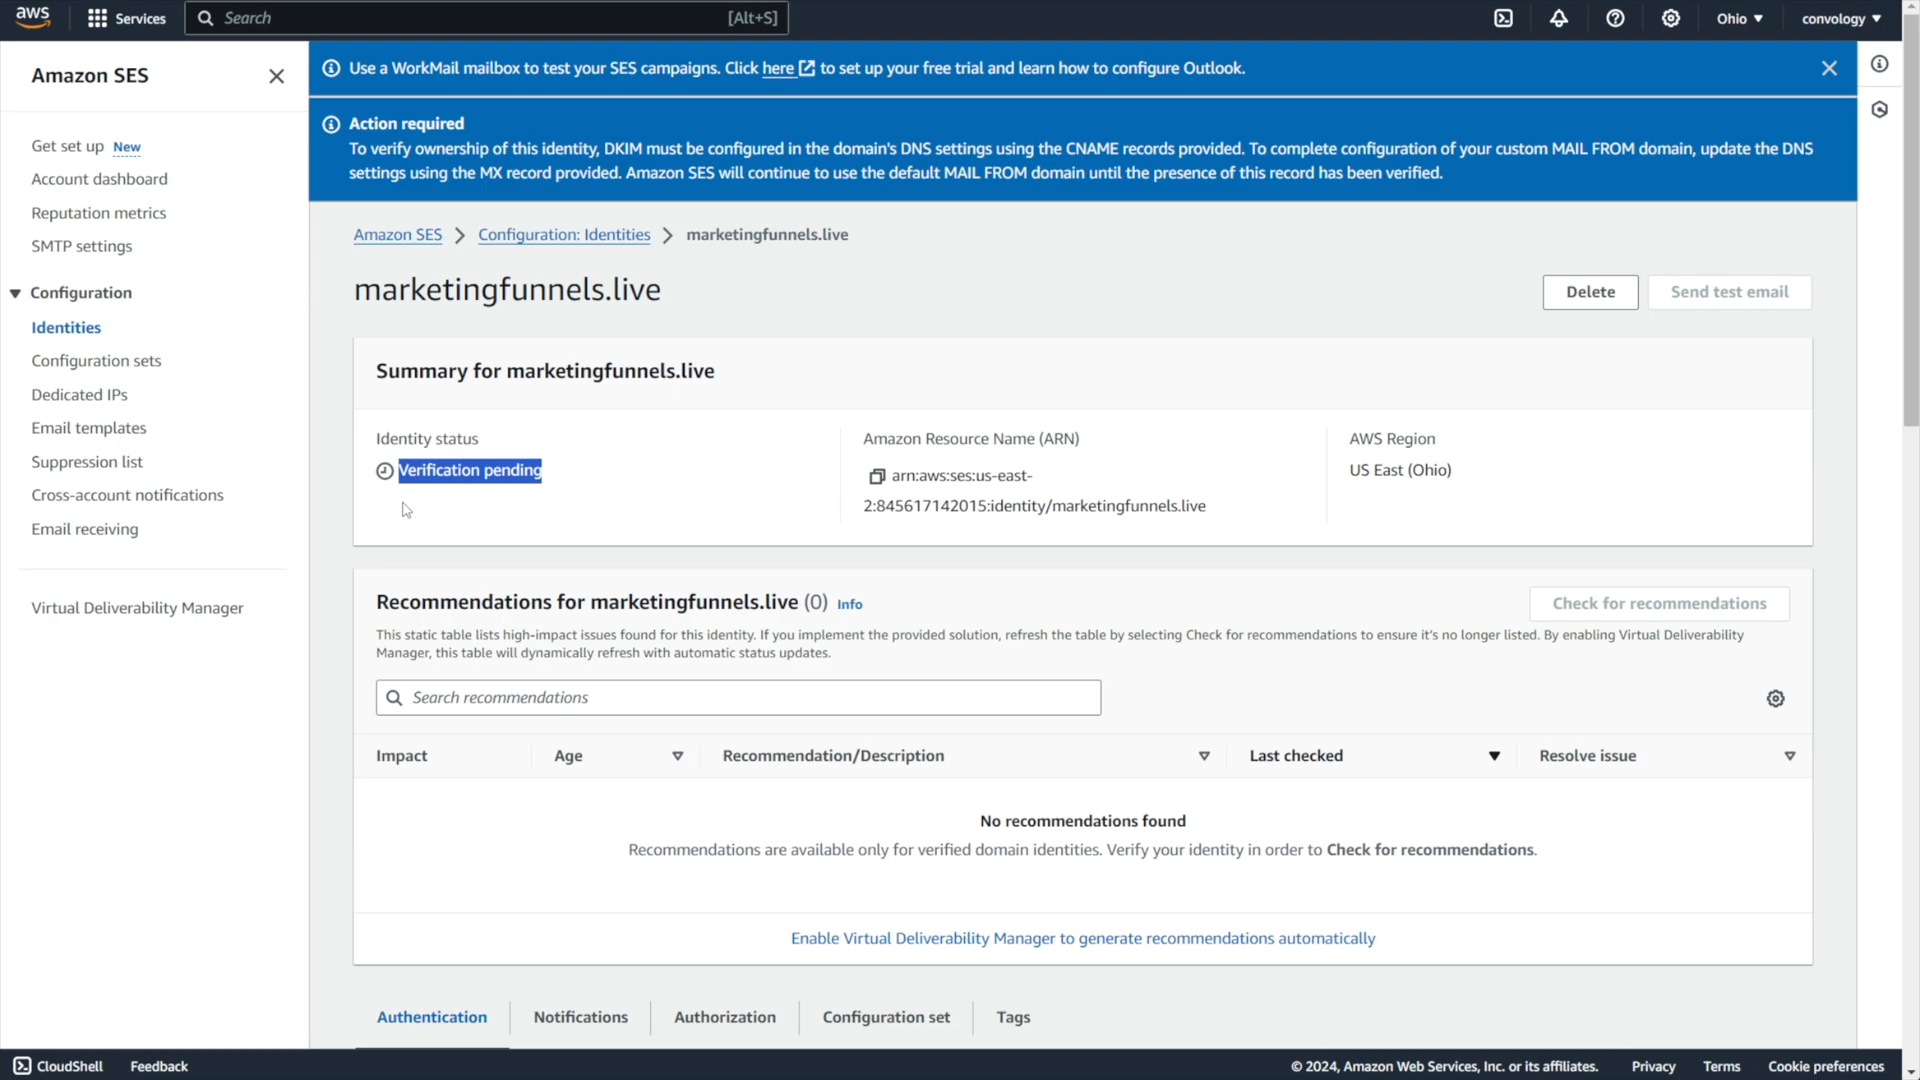 aws Services Search [Alt+S] Ohio ▼ convology ▼
Amazon SES
Get set up New
Account dashboard
Reputation metrics
SMTP settings
Configuration
Identities
Configuration sets
Dedicated IPs
Email templates
Suppression list
Cross-account notifications
Email receiving
Virtual Deliverability Manager
Use a WorkMail mailbox to test your SES campaigns. Click here to set up your free trial and learn how to configure Outlook.
Action required
To verify ownership of this identity, DKIM must be configured in the domain's DNS settings using the CNAME records provided. To complete configuration of your custom MAIL FROM domain, update the DNS
settings using the MX record provided. Amazon SES will continue to use the default MAIL FROM domain until the presence of this record has been verified.
Amazon SES > Configuration: Identities > marketingfunnels.live
marketingfunnels.live
Delete Send test email
Summary for marketingfunnels.live
Identity status
Verification pending
Amazon Resource Name (ARN)
arn:aws:ses:us-east-
2:845617142015:identity/marketingfunnels.live
AWS Region
US East (Ohio)
Recommendations for marketingfunnels.live (0) Info
Check for recommendations
This static table lists high-impact issues found for this identity. If you implement the provided solution, refresh the table by selecting Check for recommendations to ensure it's no longer listed. By enabling Virtual Deliverability
Manager, this table will dynamically refresh with automatic status updates.
Search recommendations
Impact Age Recommendation/Description Last checked Resolve issue
No recommendations found
Recommendations are available only for verified domain identities. Verify your identity in order to Check for recommendations.
Enable Virtual Deliverability Manager to generate recommendations automatically
Authentication Notifications Authorization Configuration set Tags
CloudShell Feedback © 2024, Amazon Web Services, Inc. or its affiliates. Privacy Terms Cookie preferences